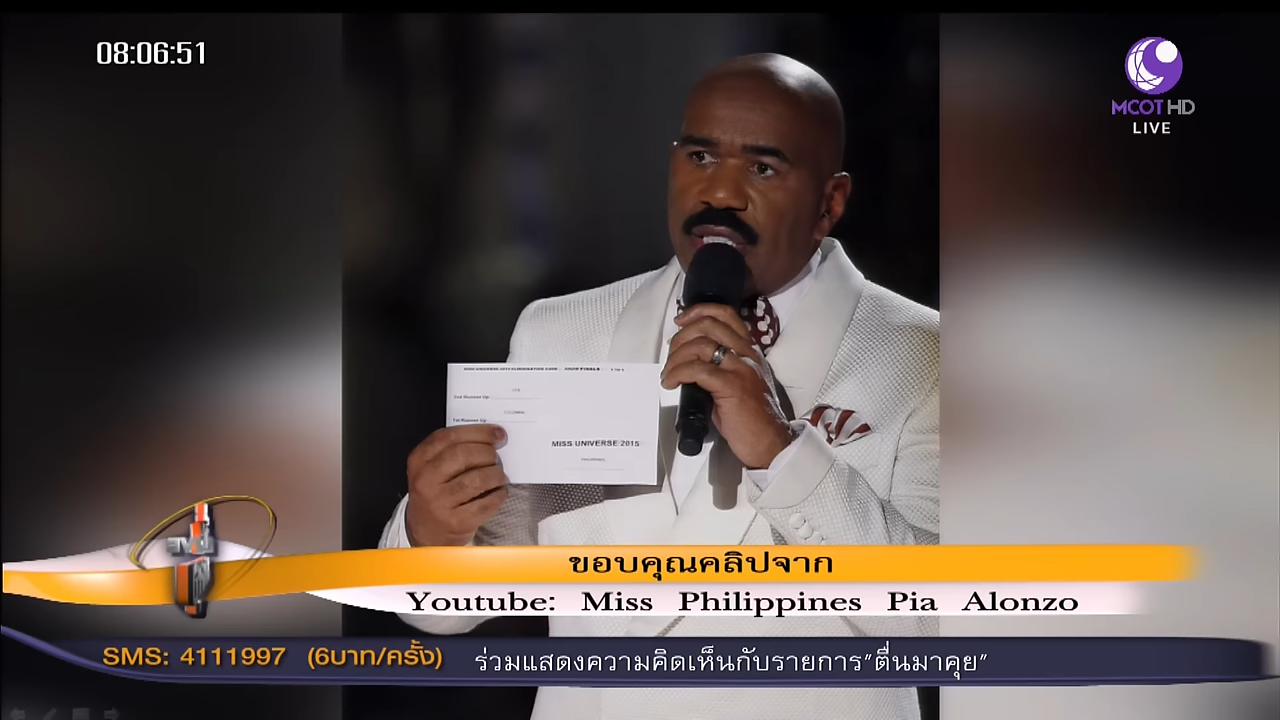 08:06:51
MCOT HD
LIVE
MISS UNIVERSE 2015
ขอบคุณคลิปจาก
Youtube: Miss Philippines Pia Alonzo
SMS: 4111997 (6บาท/ครั้ง)
ร่วมแสดงความคิดเห็นกับรายการ"ตื่นมาคุย"